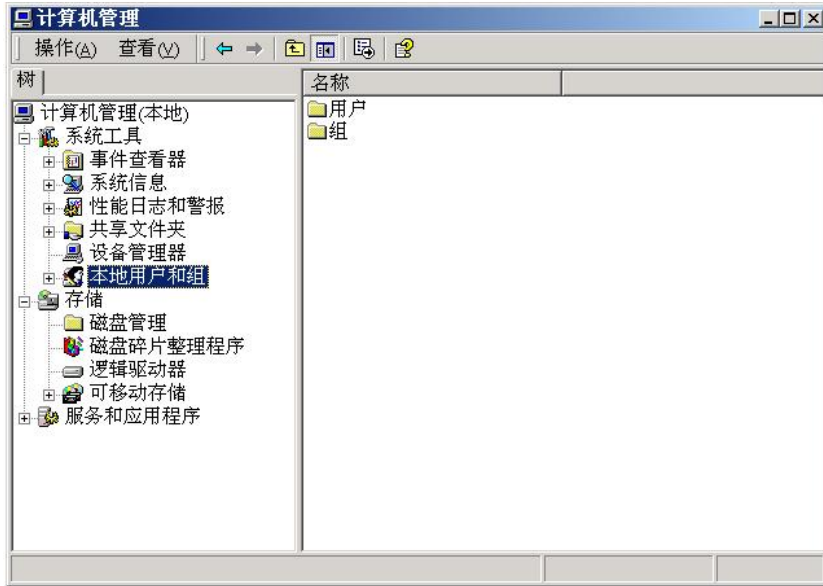 计算机管理
操作(A) 查看(V)
树
名称
计算机管理(本地)
系统工具
事件查看器
系统信息
性能日志和警报
共享文件夹
设备管理器
本地用户和组
存储
磁盘管理
磁盘碎片整理程序
逻辑驱动器
可移动存储
服务和应用程序
用户
组